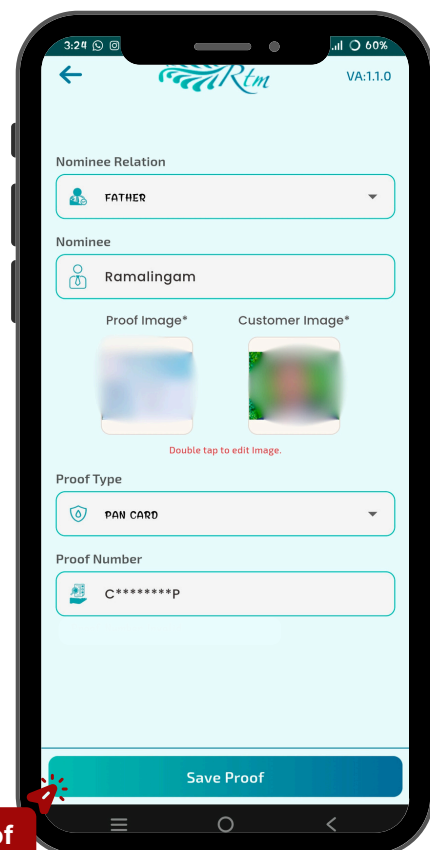 3:24 60%
Rtm VA:1.1.0
Nominee Relation
FATHER
Nominee
Ramalingam
Proof Image* Customer Image*
Double tap to edit Image.
Proof Type
PAN CARD
Proof Number
C********P
Save Proof
of